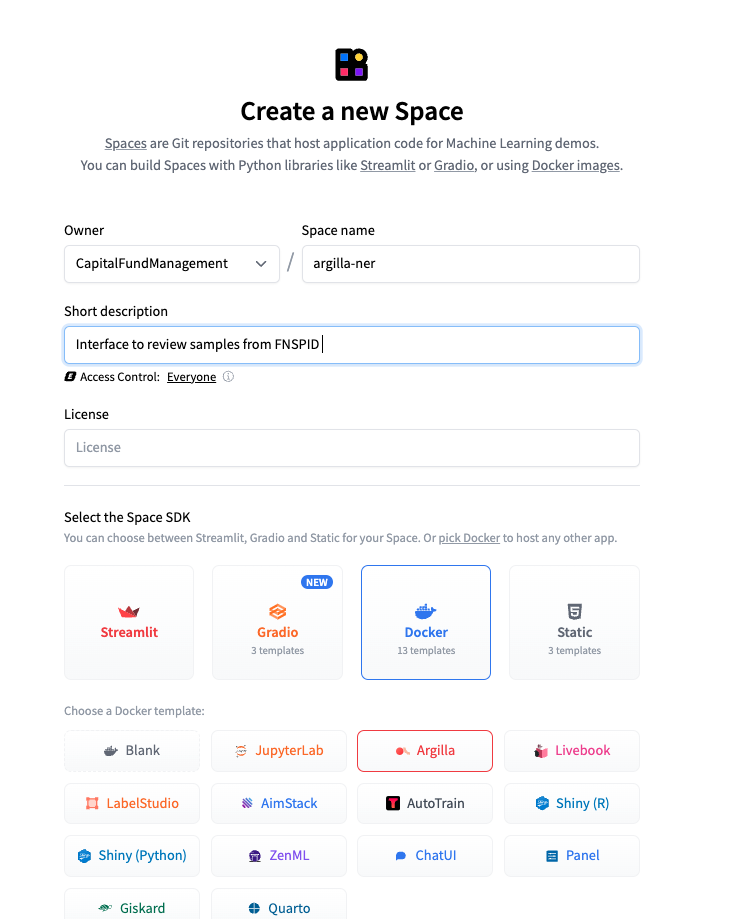 Create a new Space
Spaces are Git repositories that host application code for Machine Learning demos.
You can build Spaces with Python libraries like Streamlit or Gradio, or using Docker images.
Owner
Space name
CapitalFundManagement
/
argilla-ner
Short description
Interface to review samples from FNSPID
E Access Control: Everyone
License
License
Select the Space SDK
You can choose between Streamlit, Gradio and Static for your Space. Or pick Docker to host any other app.
NEW
Streamlit
Gradio
3 templates
Docker
13 templates
Static
3 templates
Choose a Docker template:
Blank
JupyterLab
Argilla
Livebook
LabelStudio
AimStack
AutoTrain
Shiny (R)
Shiny (Python)
ZenML
ChatUI
Panel
Giskard
Quarto